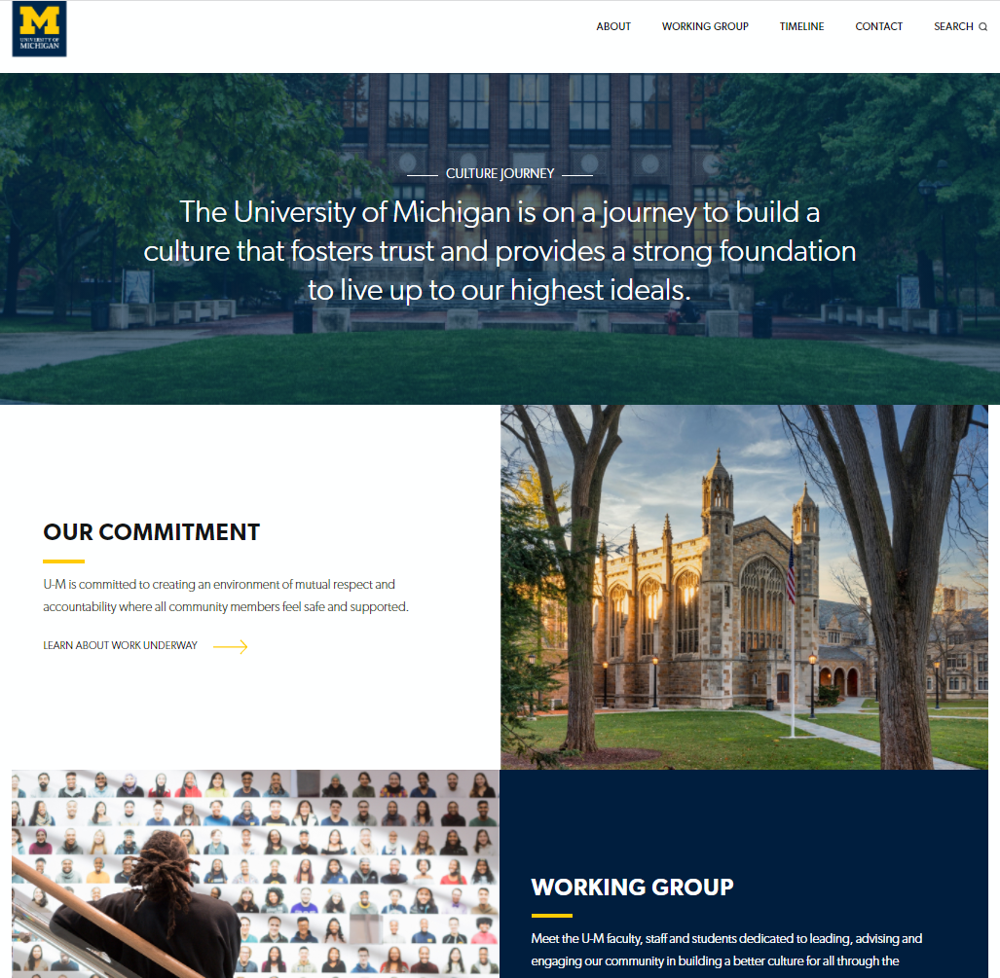 UNIVERSITY OF
MICHIGAN
ABOUT
WORKING GROUP
TIMELINE
CONTACT
SEARCH
CULTURE JOURNEY
The University of Michigan is on a journey to build a
culture that fosters trust and provides a strong foundation
to live up to our highest ideals.
OUR COMMITMENT
U-M is committed to creating an environment of mutual respect and
accountability where all community members feel safe and supported.
LEARN ABOUT WORK UNDERWAY
WORKING GROUP
Meet the U-M faculty, staff and students dedicated to leading, advising and
engaging our community in building a better culture for all through the